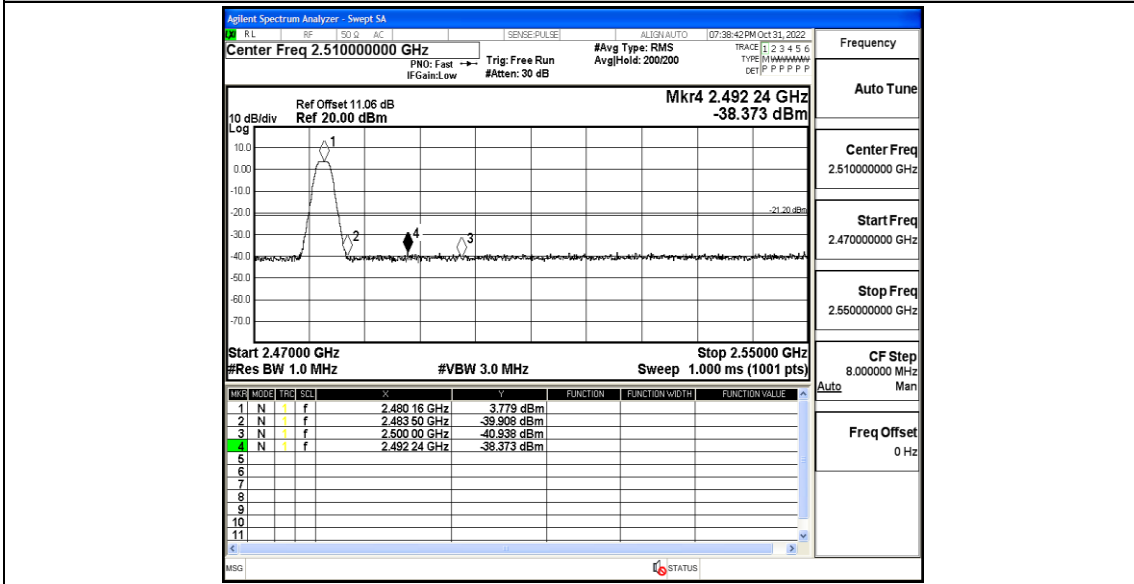 Agilent Spectrum Analyzer - Swept SA
LXI RL RF 50 Ω AC SENSE:PULSE ALIGN AUTO 07:38:42 PM Oct 31, 2022
Center Freq 2.510000000 GHz
PNO: Fast
IFGain:Low
Trig: Free Run
#Atten: 30 dB
#Avg Type: RMS
Avg|Hold: 200/200
TRACE 1 2 3 4 5 6
TYPE M
DET P P P P P P
Mkr4 2.492 24 GHz
-38.373 dBm
Ref Offset 11.06 dB
10 dB/div Ref 20.00 dBm
Log
10.0
0.00
-10.0
-20.0
-30.0
-40.0
-50.0
-60.0
-70.0
1
2
4
3
-21.20 dBm
Start 2.47000 GHz Stop 2.55000 GHz
#Res BW 1.0 MHz #VBW 3.0 MHz Sweep 1.000 ms (1001 pts)
MKR MODE TRC SCL X Y FUNCTION FUNCTION WIDTH FUNCTION VALUE
1 N 1 f 2.480 16 GHz 3.779 dBm
2 N 1 f 2.483 50 GHz -39.908 dBm
3 N 1 f 2.500 00 GHz -40.938 dBm
4 N 1 f 2.492 24 GHz -38.373 dBm
5
6
7
8
9
10
11
MSG STATUS
Frequency
Auto Tune
Center Freq
2.510000000 GHz
Start Freq
2.470000000 GHz
Stop Freq
2.550000000 GHz
CF Step
8.000000 MHz
Auto Man
Freq Offset
0 Hz